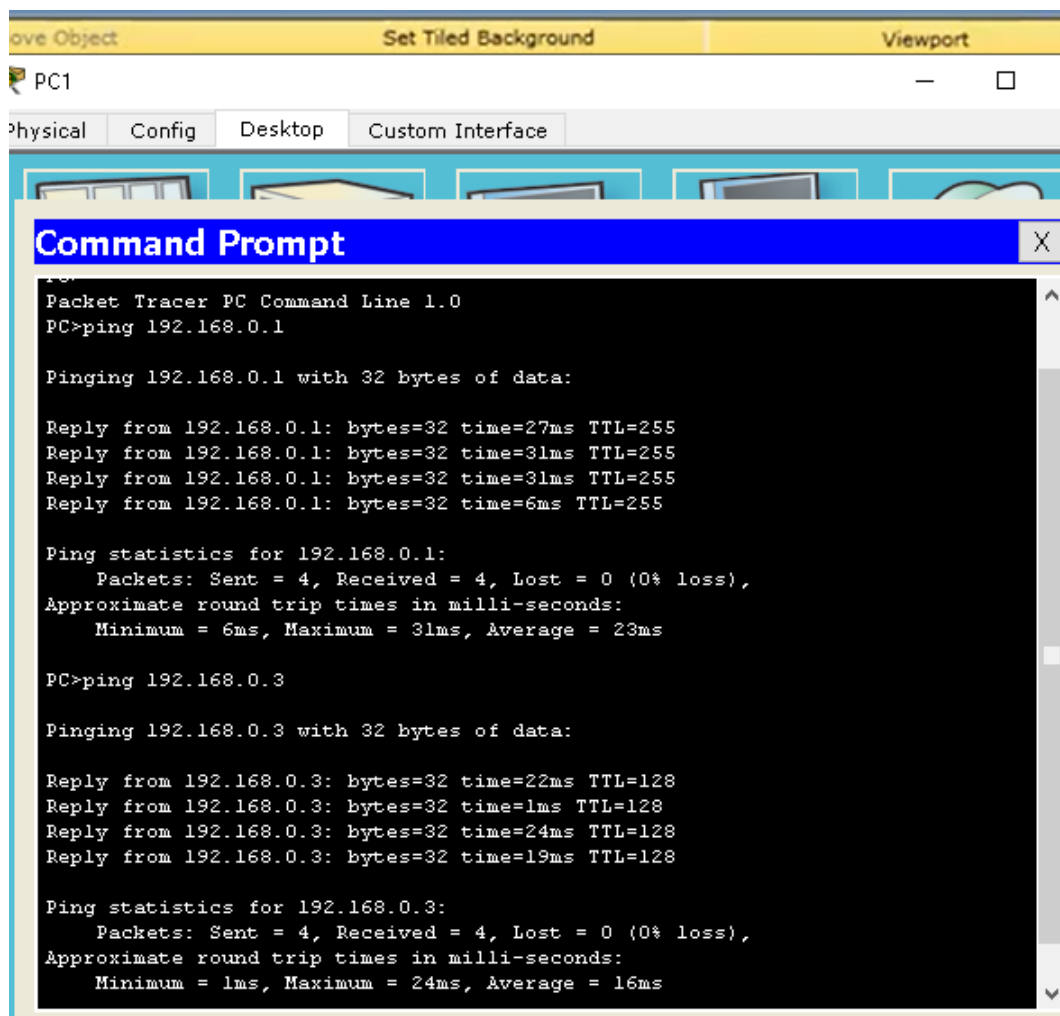 ove Object Set Tiled Background Viewport
PC1
Physical Config Desktop Custom Interface
Command Prompt X
Packet Tracer PC Command Line 1.0
PC>ping 192.168.0.1
Pinging 192.168.0.1 with 32 bytes of data:
Reply from 192.168.0.1: bytes=32 time=27ms TTL=255
Reply from 192.168.0.1: bytes=32 time=31ms TTL=255
Reply from 192.168.0.1: bytes=32 time=31ms TTL=255
Reply from 192.168.0.1: bytes=32 time=6ms TTL=255
Ping statistics for 192.168.0.1:
Packets: Sent = 4, Received = 4, Lost = 0 (0% loss),
Approximate round trip times in milli-seconds:
Minimum = 6ms, Maximum = 31ms, Average = 23ms
PC>ping 192.168.0.3
Pinging 192.168.0.3 with 32 bytes of data:
Reply from 192.168.0.3: bytes=32 time=22ms TTL=128
Reply from 192.168.0.3: bytes=32 time=1ms TTL=128
Reply from 192.168.0.3: bytes=32 time=24ms TTL=128
Reply from 192.168.0.3: bytes=32 time=19ms TTL=128
Ping statistics for 192.168.0.3:
Packets: Sent = 4, Received = 4, Lost = 0 (0% loss),
Approximate round trip times in milli-seconds:
Minimum = 1ms, Maximum = 24ms, Average = 16ms